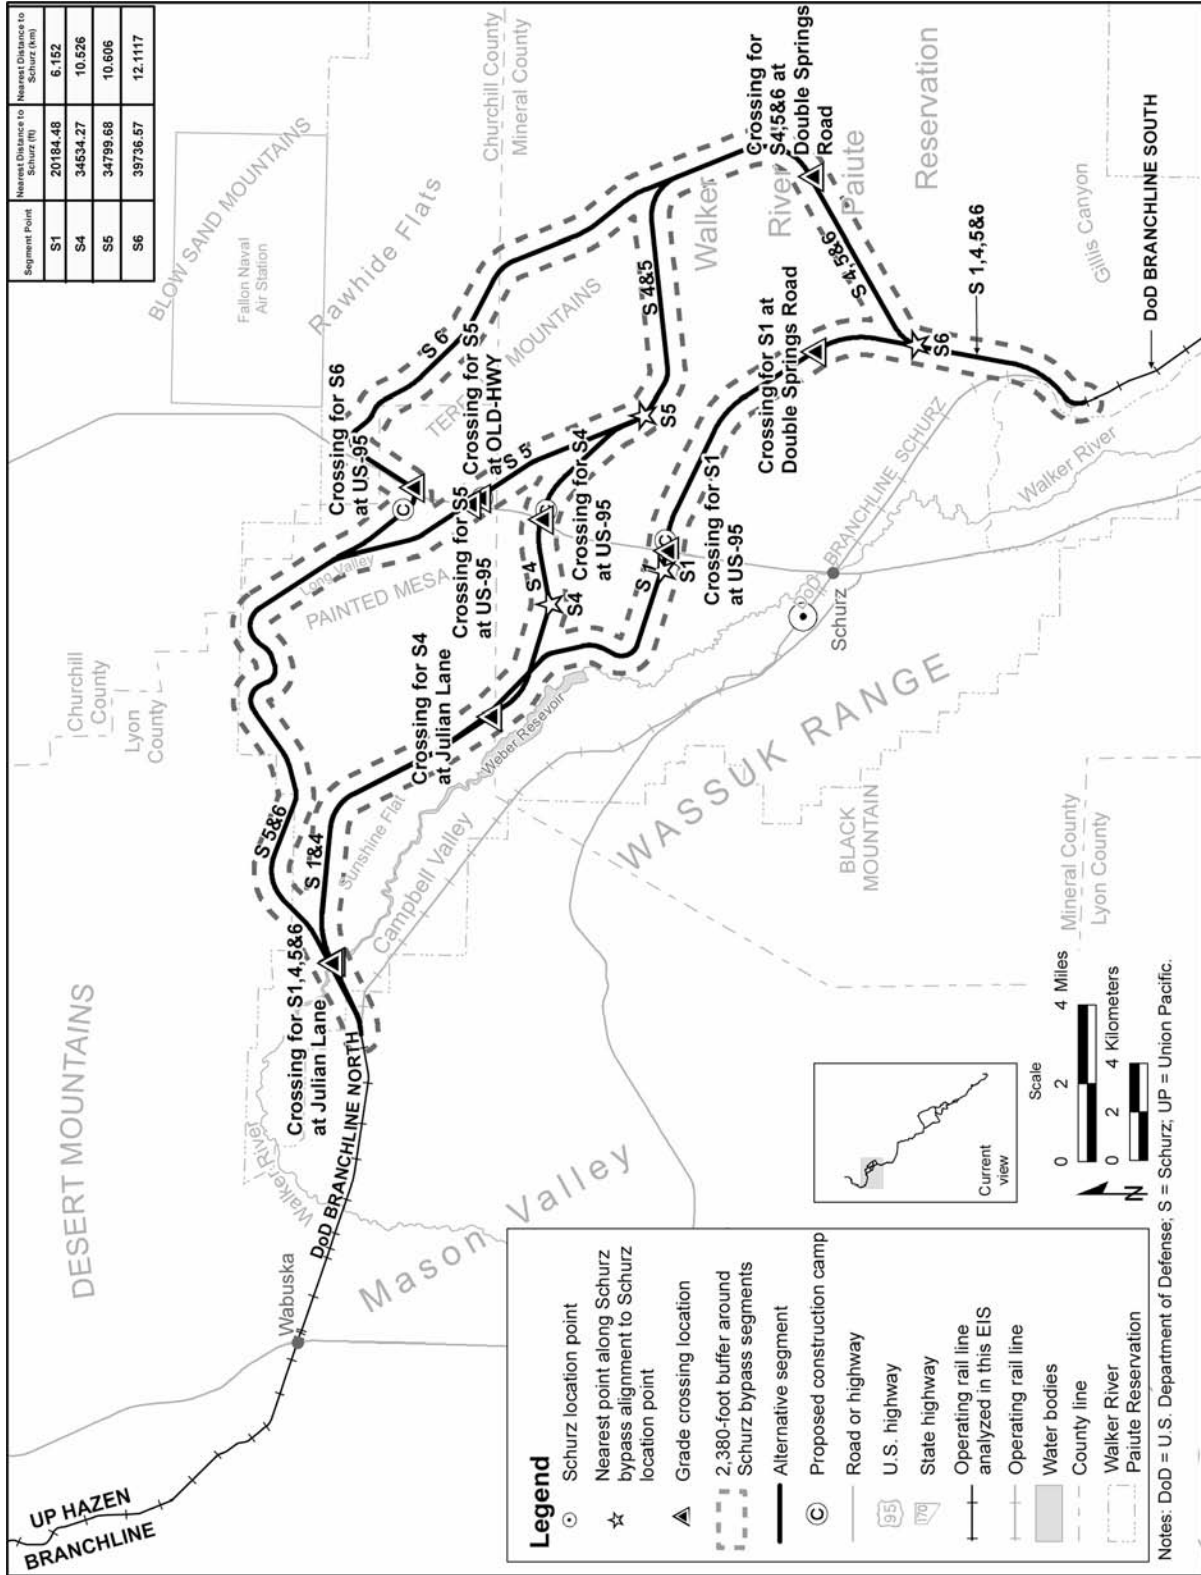 Segment Point
Nearest Distance to
Schurz (ft)
Nearest Distance to
Schurz (km)
S1
20184.48
6.152
S4
34534.27
10.526
S5
34799.68
10.606
S6
39736.57
12.1117
UP HAZEN
BRANCHLINE
DESERT MOUNTAINS
Wabuska
Walker River
DoD BRANCHLINE NORTH
Mason Valley
Crossing for S1,4,5&6
at Julian Lane
S 5&6
S 1&4
Churchill
County
Lyon
County
Sunshine Flat
Campbell Valley
Weber Reservoir
Crossing for S4
at Julian Lane
Long Valley
PAINTED MESA
BLOW SAND MOUNTAINS
Fallon Naval
Air Station
Rawhide Flats
Churchill County
Mineral County
Crossing for S6
at US-95
C
S 6
Crossing for S5
at OLD-HWY
Crossing for S5
at US-95
S 5
S 4
S4
C
Crossing for S4
at US-95
S5
S 4&5
S 1
S1
C
Crossing for S1
at US-95
Crossing for S1 at
Double Springs Road
Crossing for
S4,5&6 at
Double Springs
Road
Walker
River
Paiute
Reservation
S 4,5&6
S6
S 1,4,5&6
Gillis Canyon
DoD BRANCHLINE SOUTH
DoD BRANCHLINE SCHURZ
Walker River
Schurz
WASSUK RANGE
BLACK
MOUNTAIN
Mineral County
Lyon County
Legend
Schurz location point
Nearest point along Schurz
bypass alignment to Schurz
location point
Grade crossing location
2,380-foot buffer around
Schurz bypass segments
Alternative segment
C
Proposed construction camp
Road or highway
95
U.S. highway
170
State highway
Operating rail line
analyzed in this EIS
Operating rail line
Water bodies
County line
Walker River
Paiute Reservation
Current
view
Scale
0 2 4 Miles
0 2 4 Kilometers
N
Notes: DoD = U.S. Department of Defense; S = Schurz; UP = Union Pacific.